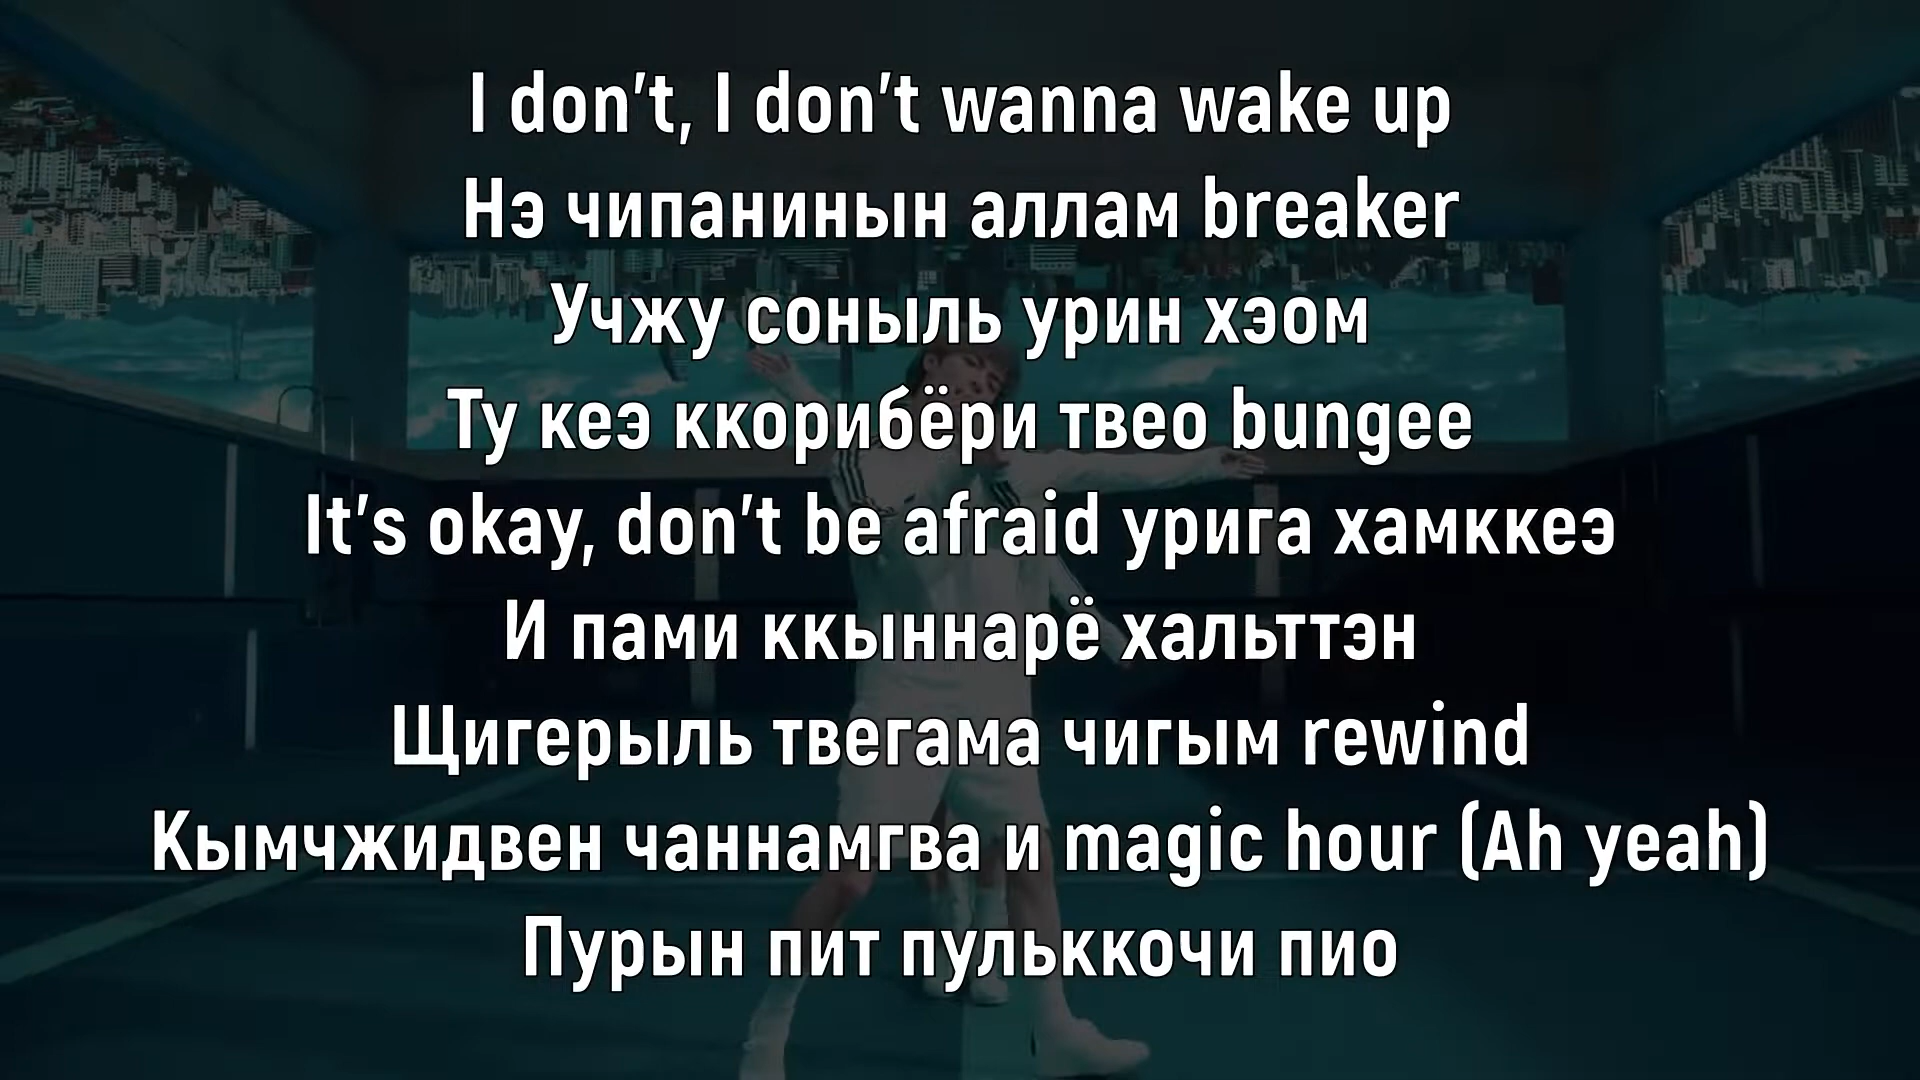 I don't, I don't wanna wake up
Нэ чипанинын аллам breaker
Учжу соныль урин хэом
Ту кеэ ккорибёри твео bungee
It's okay, don't be afraid урига хамккеэ
И пами ккыннарё хальттэн
Щигерыль твегама чигым rewind
Кымчжидвен чаннамгва и magic hour (Ah yeah)
Пурын пит пульккочи пио